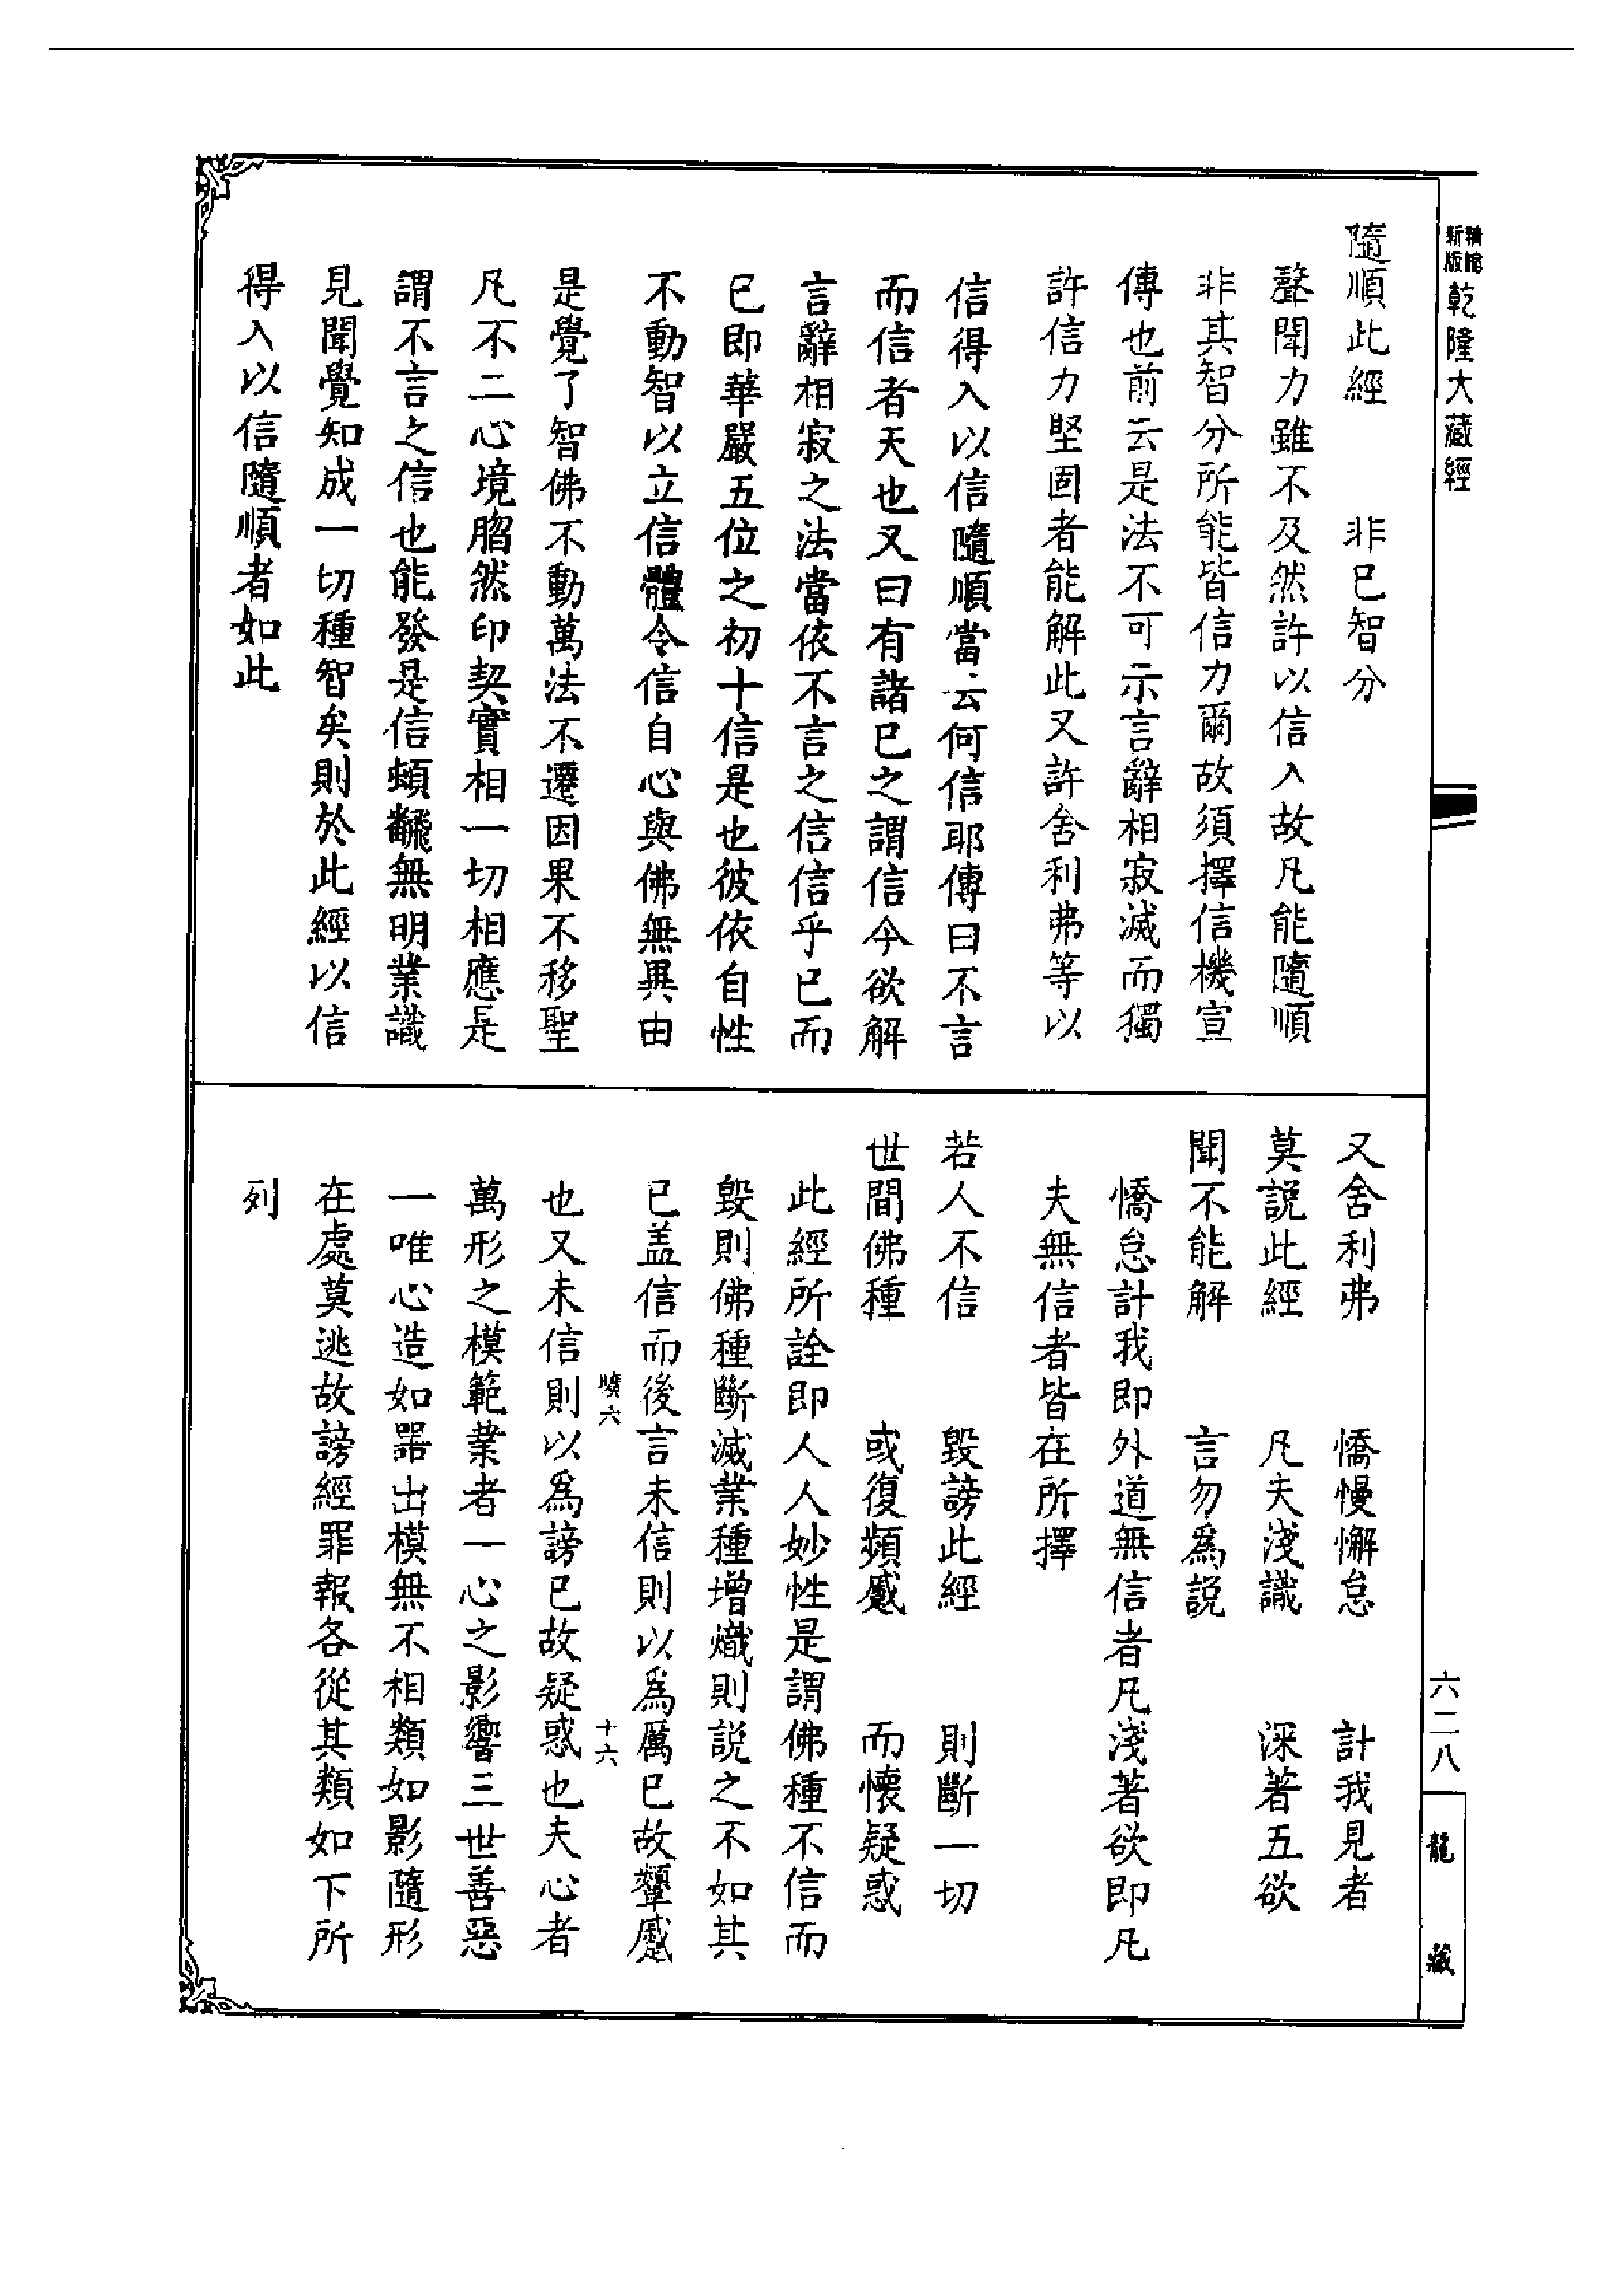 精縮新版乾隆大藏經
隨順此經　非已智分
聲聞力雖不及然許以信入故凡能隨順
非其智分所能皆信力爾故須擇信機宣
傳也前云是法不可示言辭相寂滅而獨
許信力堅固者能解此又許舍利弗等以
信得入以信隨順當云何信耶傳曰不言
而信者天也又曰有諸已之謂信今欲解
言辭相寂之法當依不言之信信乎已而
已即華嚴五位之初十信是也彼依自性
不動智以立信體令信自心與佛無異由
是覺了智佛不動萬法不遷因果不移聖
凡不二心境脗然印契實相一切相應是
謂不言之信也能發是信頓翻無明業識
見聞覺知成一切種智矣則於此經以信
得入以信隨順者如此
又舍利弗　憍慢懈怠　計我見者
莫說此經　凡夫淺識　深著五欲
聞不能解　言勿為說
憍怠計我即外道無信者凡淺著欲即凡
夫無信者皆在所擇
若人不信　毀謗此經　則斷一切
世間佛種　或復頻蹙　而懷疑惑
此經所詮即人人妙性是謂佛種不信而
毀則佛種斷滅業種增熾則說之不如其
已盖信而後言未信則以為厲已故顰蹙
也又未信則以為謗已故疑惑也夫心者
萬形之模範業者一心之影響三世善惡
一唯心造如器出模無不相類如影隨形
在處莫逃故謗經罪報各從其類如下所
列
十六
六二八
龍藏